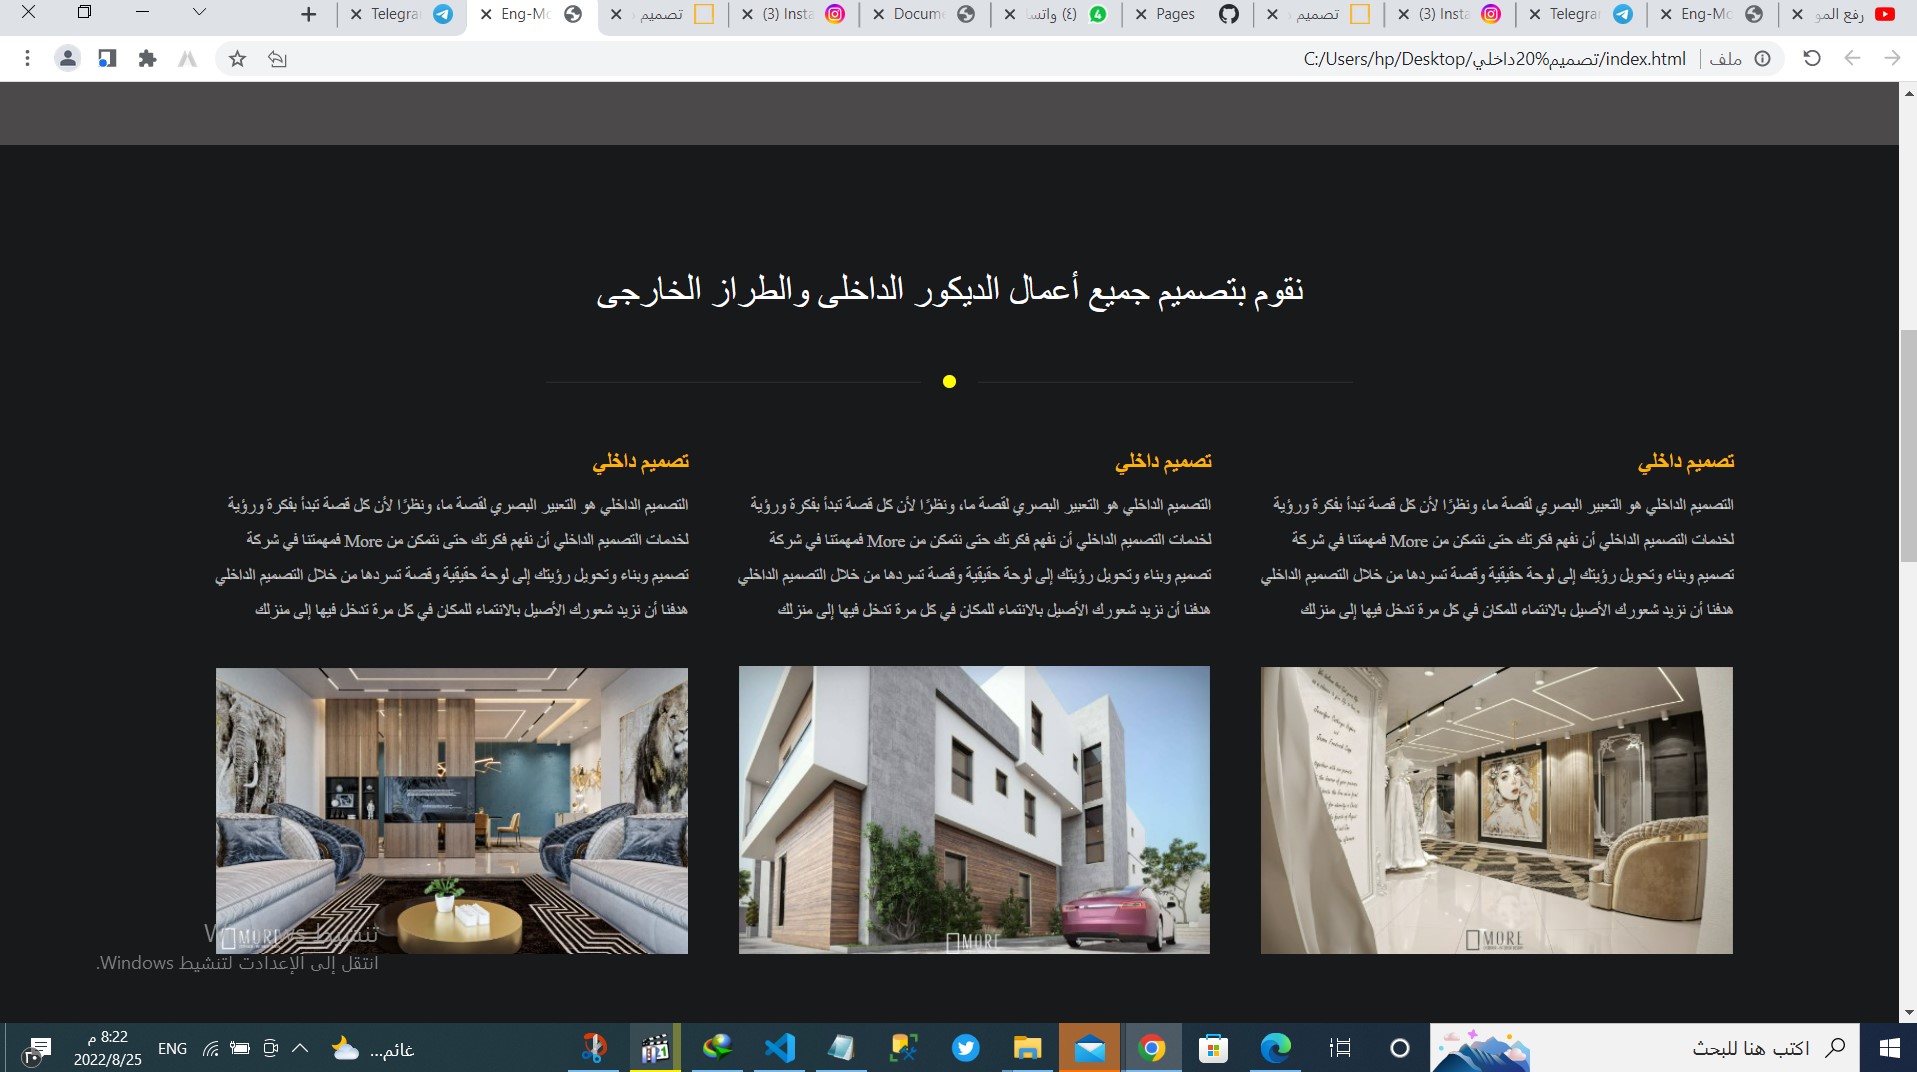 Telegra
Eng-Mo
تصميم
(3) Insta
Docume
(٤) واتسا
Pages
تصميم
(3) Insta
Telegra
Eng-Mo
رفع المو
C:/Users/hp/Desktop/تصميم%20داخلي/index.html
ملف
نقوم بتصميم جميع أعمال الديكور الداخلى والطراز الخارجى
تصميم داخلي
التصميم الداخلي هو التعبير البصري لقصة ما، ونظرًا لأن كل قصة تبدأ بفكرة ورؤية
لخدمات التصميم الداخلي أن نفهم فكرتك حتى نتمكن من More فمهمتنا في شركة
تصميم وبناء وتحويل رؤيتك إلى لوحة حقيقية وقصة تسردها من خلال التصميم الداخلي
هدفنا أن نزيد شعورك الأصيل بالانتماء للمكان في كل مرة تدخل فيها إلى منزلك
تصميم داخلي
التصميم الداخلي هو التعبير البصري لقصة ما، ونظرًا لأن كل قصة تبدأ بفكرة ورؤية
لخدمات التصميم الداخلي أن نفهم فكرتك حتى نتمكن من More فمهمتنا في شركة
تصميم وبناء وتحويل رؤيتك إلى لوحة حقيقية وقصة تسردها من خلال التصميم الداخلي
هدفنا أن نزيد شعورك الأصيل بالانتماء للمكان في كل مرة تدخل فيها إلى منزلك
تصميم داخلي
التصميم الداخلي هو التعبير البصري لقصة ما، ونظرًا لأن كل قصة تبدأ بفكرة ورؤية
لخدمات التصميم الداخلي أن نفهم فكرتك حتى نتمكن من More فمهمتنا في شركة
تصميم وبناء وتحويل رؤيتك إلى لوحة حقيقية وقصة تسردها من خلال التصميم الداخلي
هدفنا أن نزيد شعورك الأصيل بالانتماء للمكان في كل مرة تدخل فيها إلى منزلك
MORE
MORE
MORE
تنشيط Windows
انتقل إلى الإعدادت لتنشيط Windows.
اكتب هنا للبحث
غائم...
ENG
8:22 م
2022/8/25